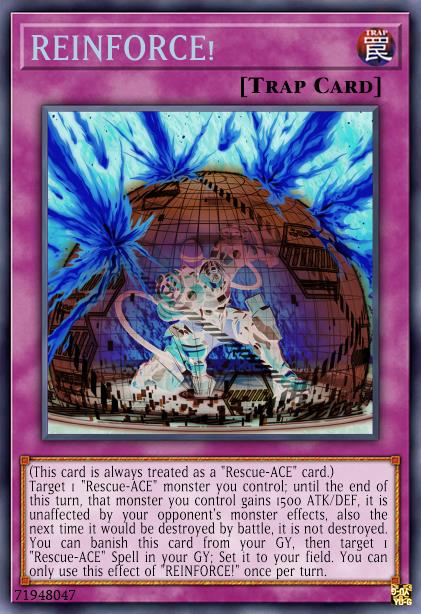 REINFORCE!
TRAP
罠
[TRAP CARD]
(This card is always treated as a "Rescue-ACE" card.)
Target 1 "Rescue-ACE" monster you control; until the end of
this turn, that monster you control gains 1500 ATK/DEF, it is
unaffected by your opponent's monster effects, also the
next time it would be destroyed by battle, it is not destroyed.
You can banish this card from your GY, then target 1
"Rescue-ACE" Spell in your GY; Set it to your field. You can
only use this effect of "REINFORCE!" once per turn.
71948047